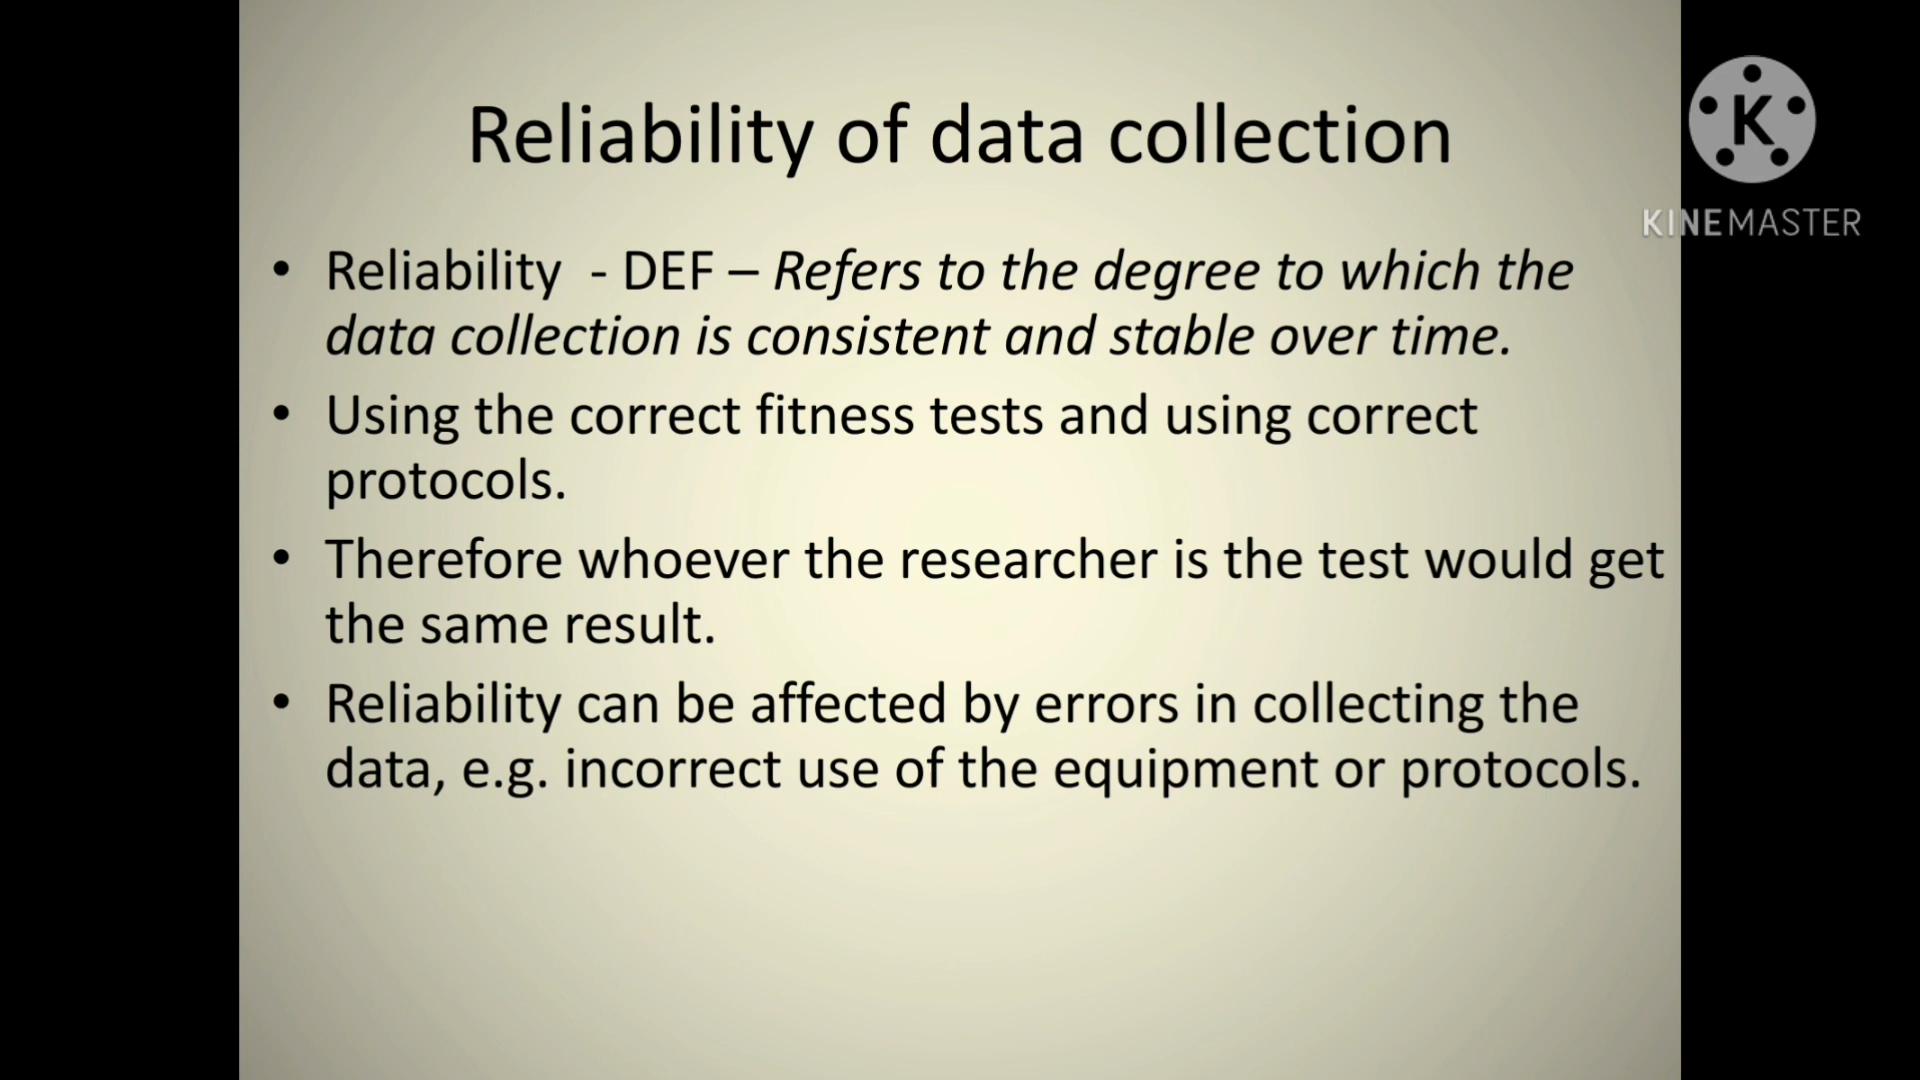 Reliability of data collection
K
KINEMASTER
• Reliability - DEF – Refers to the degree to which the
data collection is consistent and stable over time.
• Using the correct fitness tests and using correct
protocols.
• Therefore whoever the researcher is the test would get
the same result.
• Reliability can be affected by errors in collecting the
data, e.g. incorrect use of the equipment or protocols.